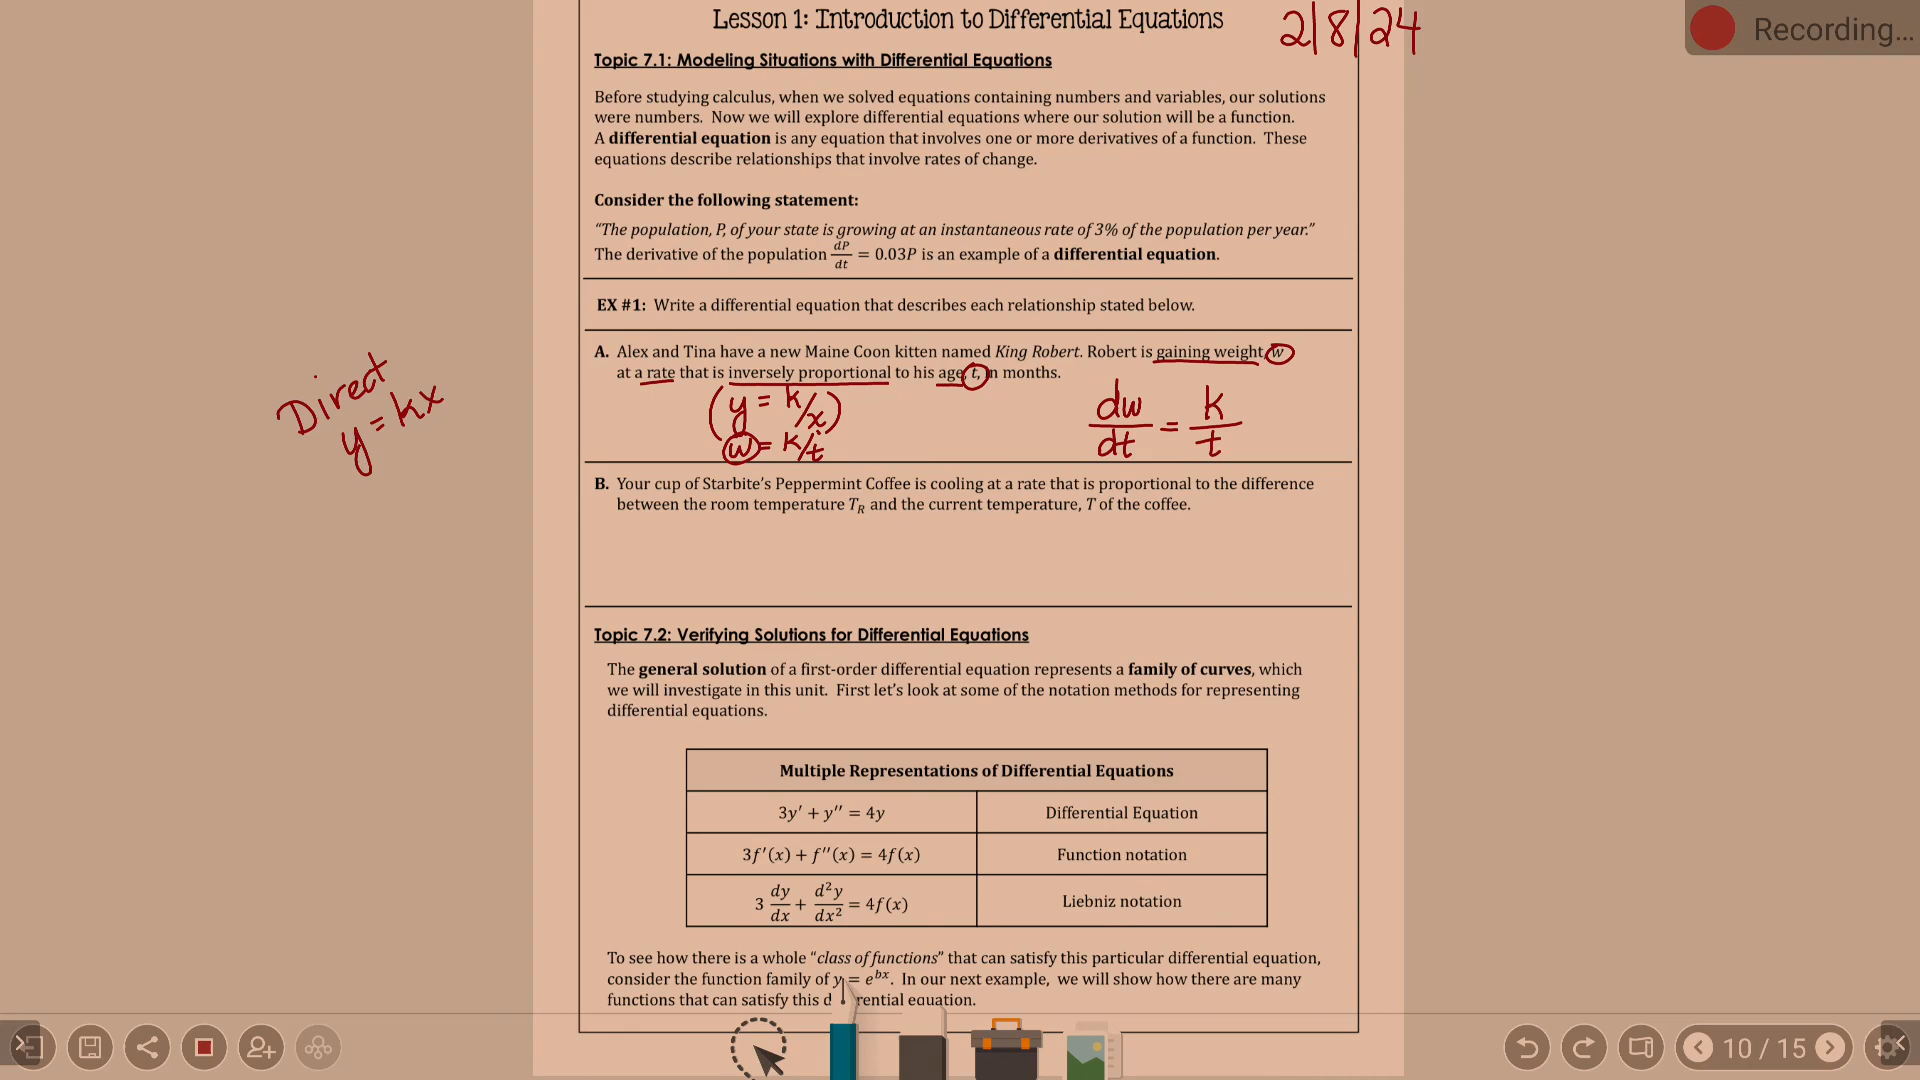 Lesson 1: Introduction to Differential Equations
2|8|24
Recording...
Topic 7.1: Modeling Situations with Differential Equations
Before studying calculus, when we solved equations containing numbers and variables, our solutions
were numbers. Now we will explore differential equations where our solution will be a function.
A differential equation is any equation that involves one or more derivatives of a function. These
equations describe relationships that involve rates of change.
Consider the following statement:
“The population, P, of your state is growing at an instantaneous rate of 3% of the population per year.”
The derivative of the population dP/dt = 0.03P is an example of a differential equation.
EX #1: Write a differential equation that describes each relationship stated below.
A. Alex and Tina have a new Maine Coon kitten named King Robert. Robert is gaining weight, w
at a rate that is inversely proportional to his age, t, in months.
Direct
y = kx
(y = k/x)
w = k/t
dw/dt = k/t
B. Your cup of Starbite’s Peppermint Coffee is cooling at a rate that is proportional to the difference
between the room temperature T_R and the current temperature, T of the coffee.
Topic 7.2: Verifying Solutions for Differential Equations
The general solution of a first-order differential equation represents a family of curves, which
we will investigate in this unit. First let’s look at some of the notation methods for representing
differential equations.
Multiple Representations of Differential Equations
3y′ + y′′ = 4y Differential Equation
3f′(x) + f′′(x) = 4f(x) Function notation
3 dy/dx + d²y/dx² = 4f(x) Liebniz notation
To see how there is a whole “class of functions” that can satisfy this particular differential equation,
consider the function family of y = e^{bx}. In our next example, we will show how there are many
functions that can satisfy this d rential equation.
10 / 15